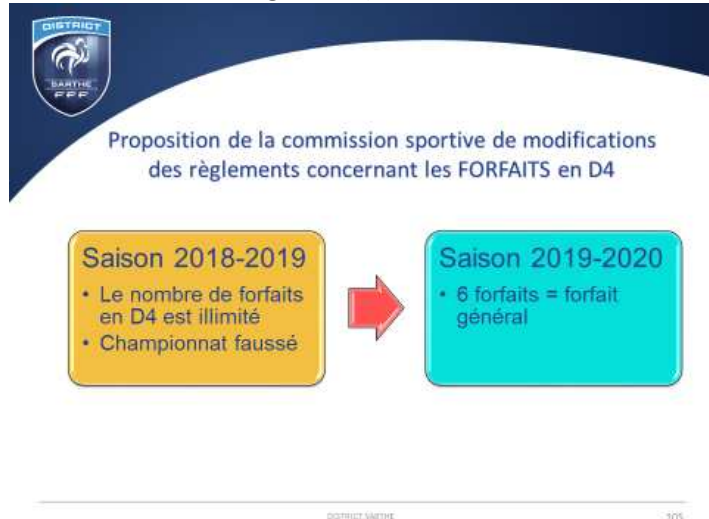 DISTRICT
SARTHE
FFF
Proposition de la commission sportive de modifications
des règlements concernant les FORFAITS en D4
Saison 2018-2019
• Le nombre de forfaits
en D4 est illimité
• Championnat faussé
Saison 2019-2020
• 6 forfaits = forfait
général
DISTRICT SARTHE
105